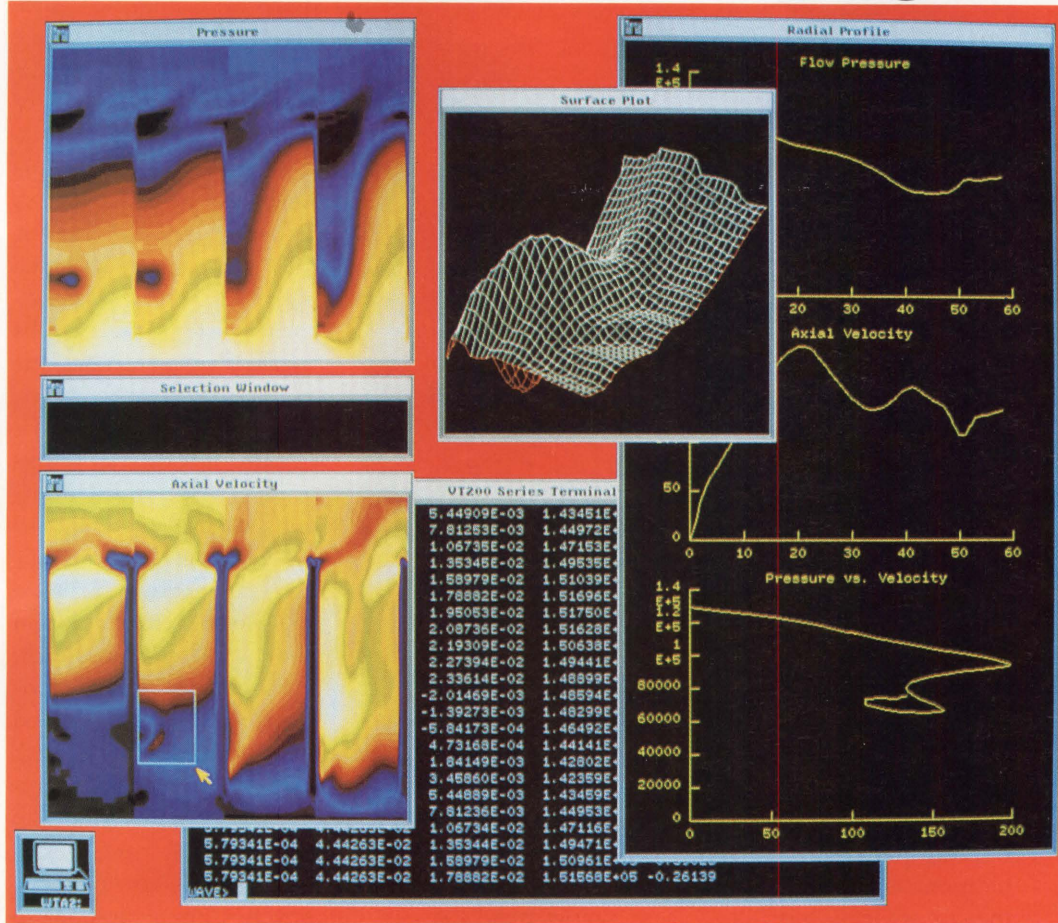 Pressure
Selection Window
Axial Velocity
Surface Plot
Radial Profile
Flow Pressure
1.4
E+5
20 30 40 50 60
Axial Velocity
50
0
0 10 20 30 40 50 60
Pressure vs. Velocity
1.4
E+5
1.2
E+5
1
E+5
80000
60000
40000
20000
0
0 50 100 150 200
VT200 Series Terminal
5.44909E-03 1.43451E+
7.81253E-03 1.44972E+
1.06735E-02 1.47153E+
1.35345E-02 1.49535E+
1.58979E-02 1.51039E+
1.78882E-02 1.51696E+
1.95053E-02 1.51750E+
2.08736E-02 1.51628E+
2.19309E-02 1.50638E+
2.27394E-02 1.49441E+
2.33614E-02 1.48899E+
-2.01469E-03 1.48594E+
-1.39273E-03 1.48299E+
-5.84173E-04 1.46492E+
4.73168E-04 1.44141E+
1.84149E-03 1.42802E+
3.45860E-03 1.42359E+
5.44889E-03 1.43459E+
7.81236E-03 1.44953E+
5.79341E-04 4.44263E-02 1.06734E-02 1.47116E+
5.79341E-04 4.44263E-02 1.35344E-02 1.49471E+
5.79341E-04 4.44263E-02 1.58979E-02 1.50961E+05
5.79341E-04 4.44263E-02 1.78882E-02 1.51568E+05 -0.26139
WAVE>
WTA2: